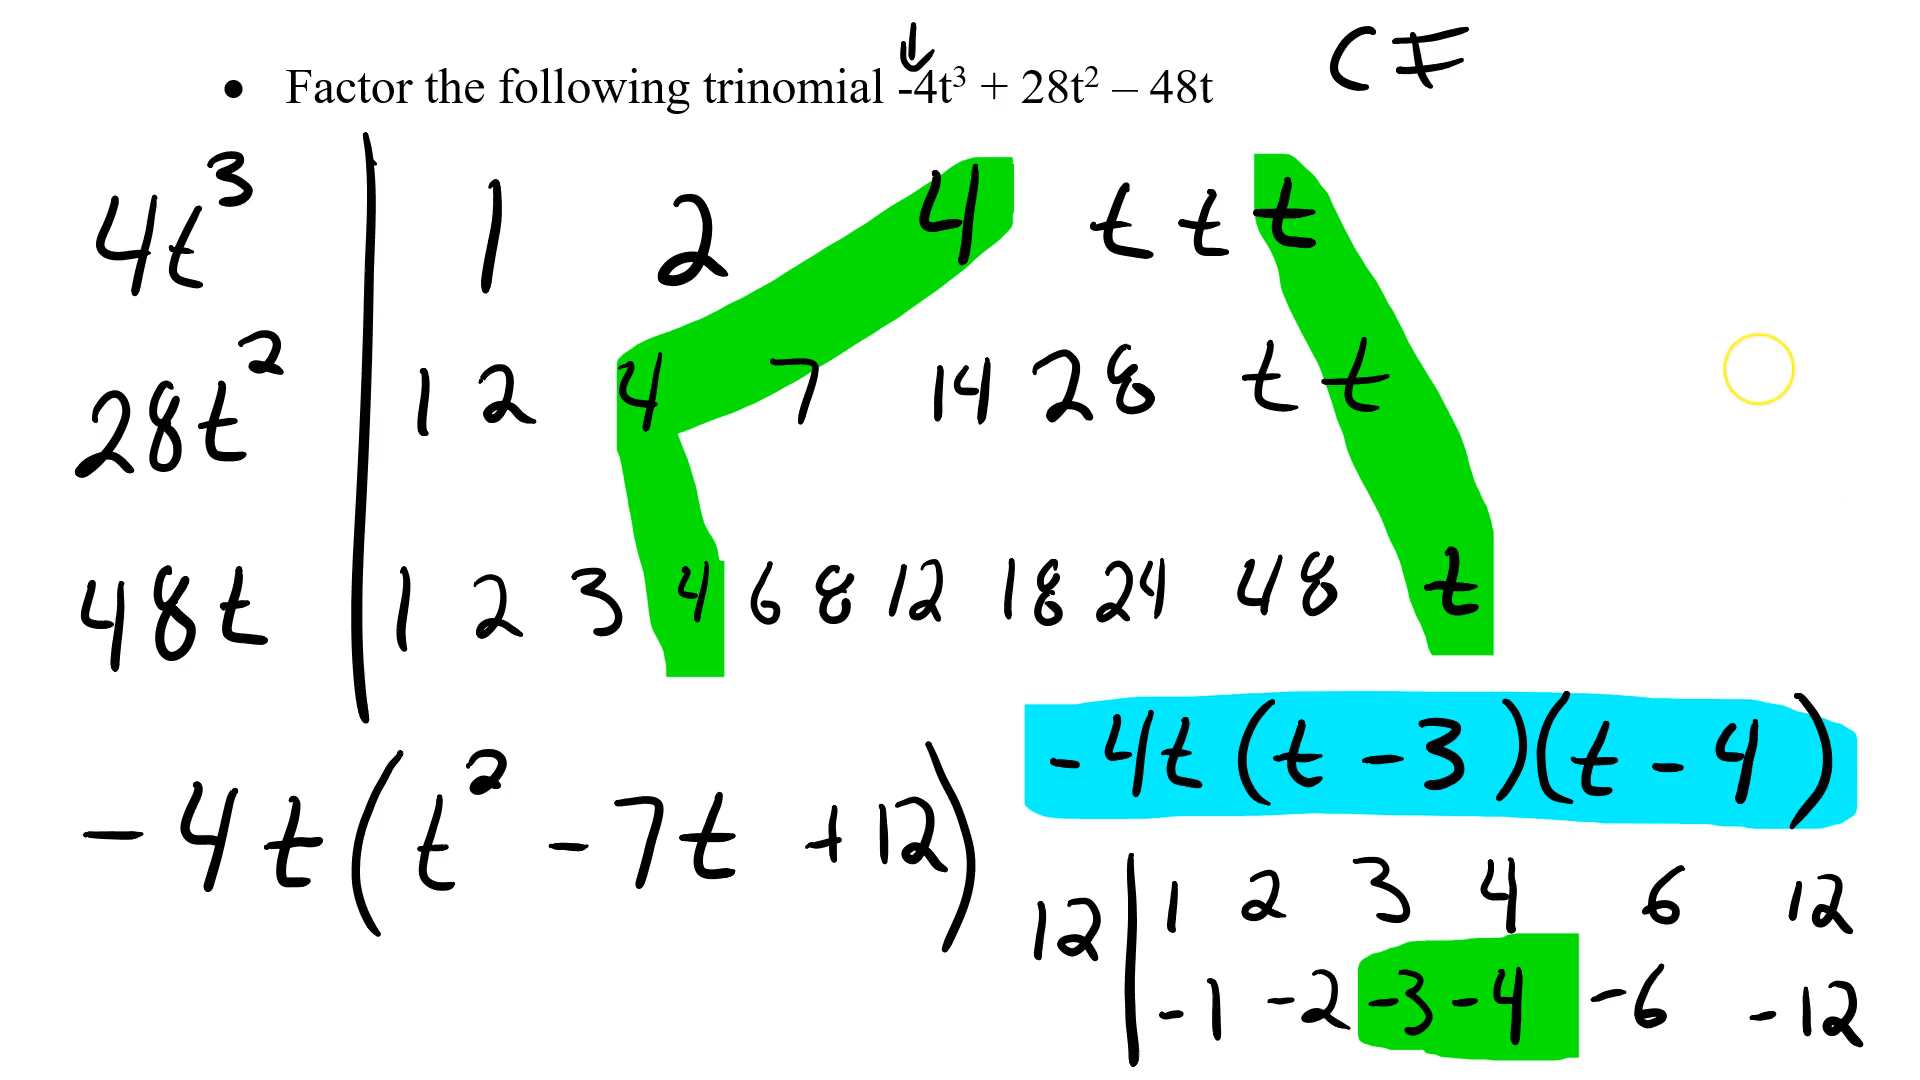 • Factor the following trinomial -4t³ + 28t² – 48t CF
4t³ 1 2 4 t t t
28t² 1 2 4 7 14 28 t t
48t 1 2 3 4 6 8 12 18 24 48 t
-4t(t-3)(t-4)
-4t(t² -7t +12)
12 1 2 3 4 6 12
-1 -2 -3 -4 -6 -12